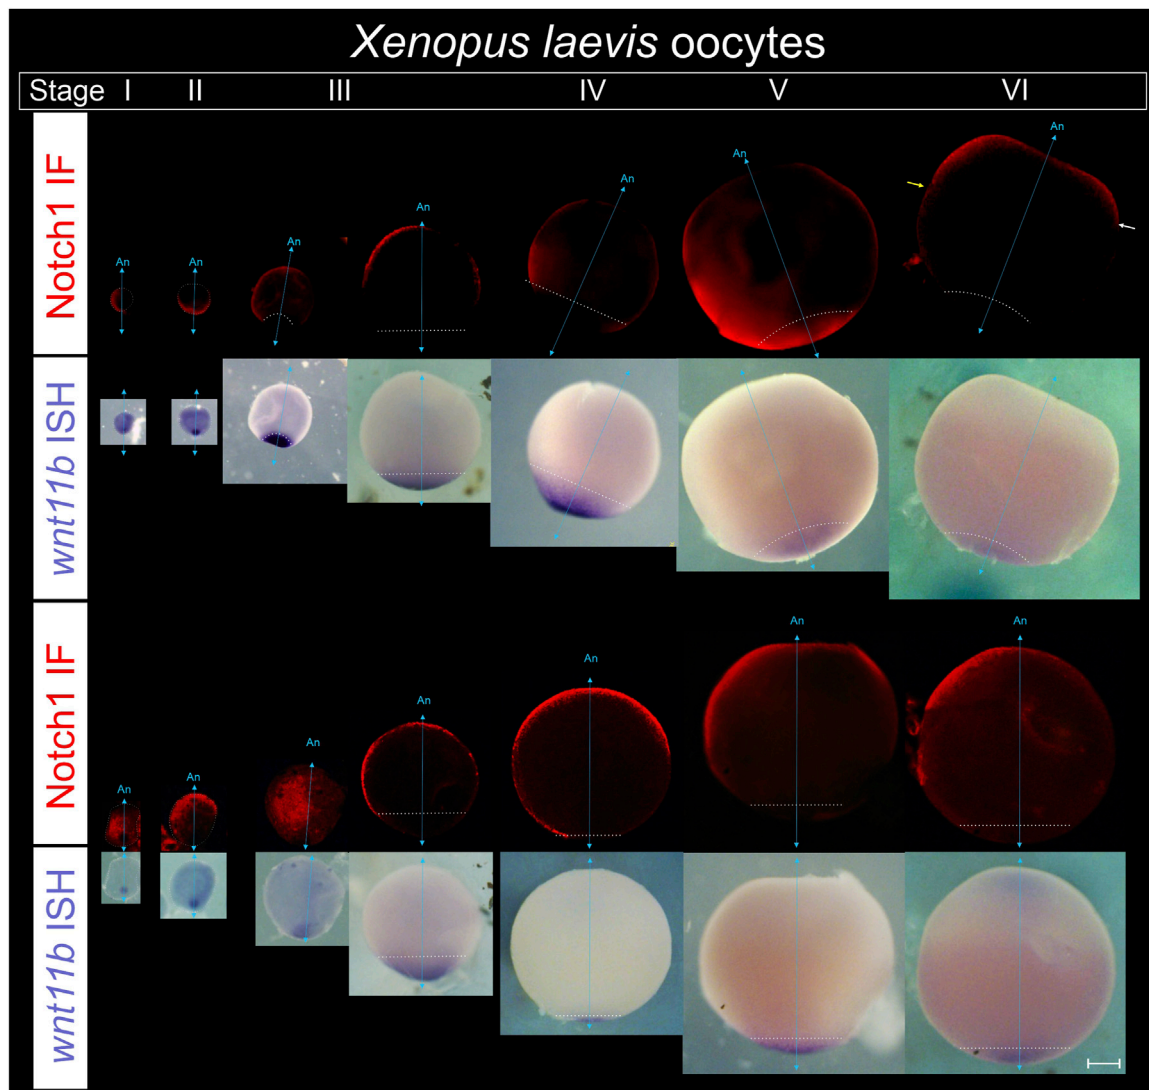 Xenopus laevis oocytes
Stage I II III IV V VI
Notch1 IF
An An An An An An An
wnt11b ISH
Notch1 IF
An An An An An An An
wnt11b ISH